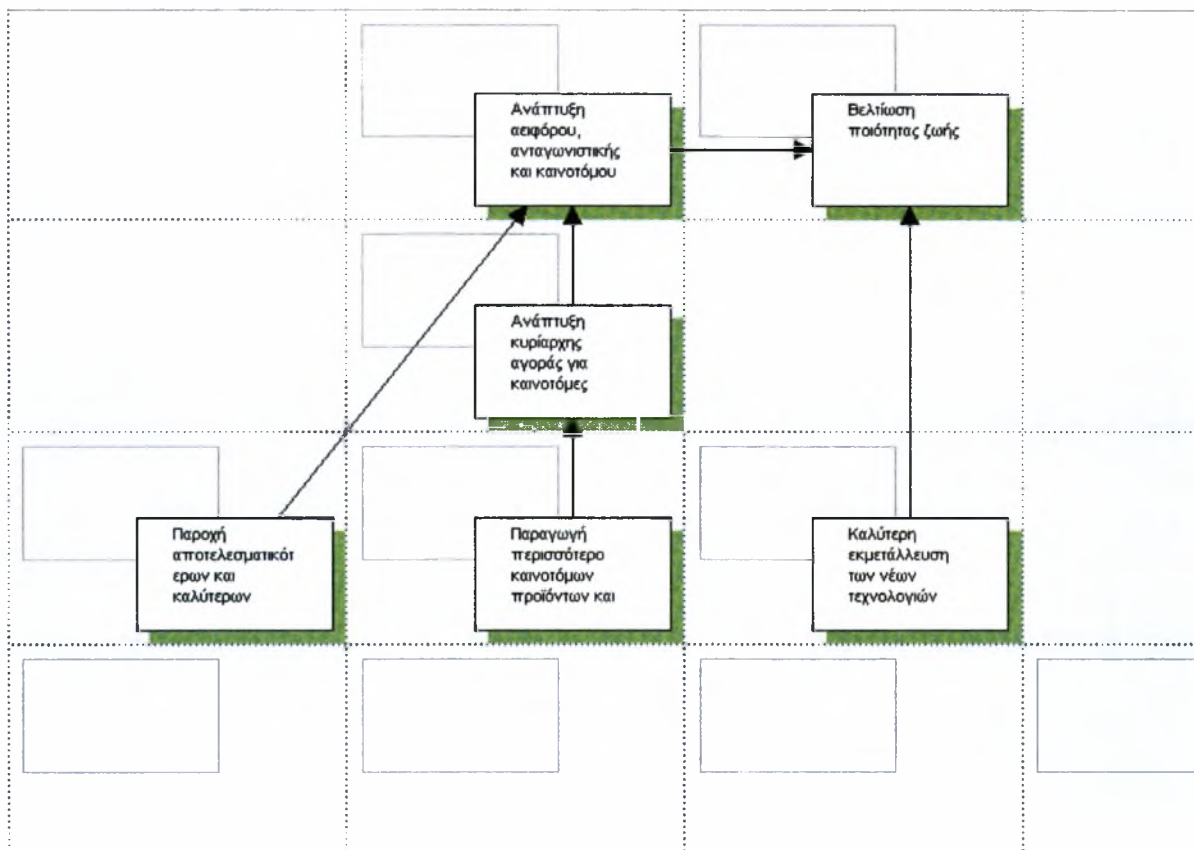 Ανάπτυξη
αειφόρου,
ανταγωνιστικής
και καινοτόμου
Βελτίωση
ποιότητας ζωής
Ανάπτυξη
κυρίαρχης
αγοράς για
καινοτόμες
Παροχή
αποτελεσματικότ
ερων και
καλύτερων
Παραγωγή
περισσότερο
καινοτόμων
προϊόντων και
Καλύτερη
εκμετάλλευση
των νέων
τεχνολογιών